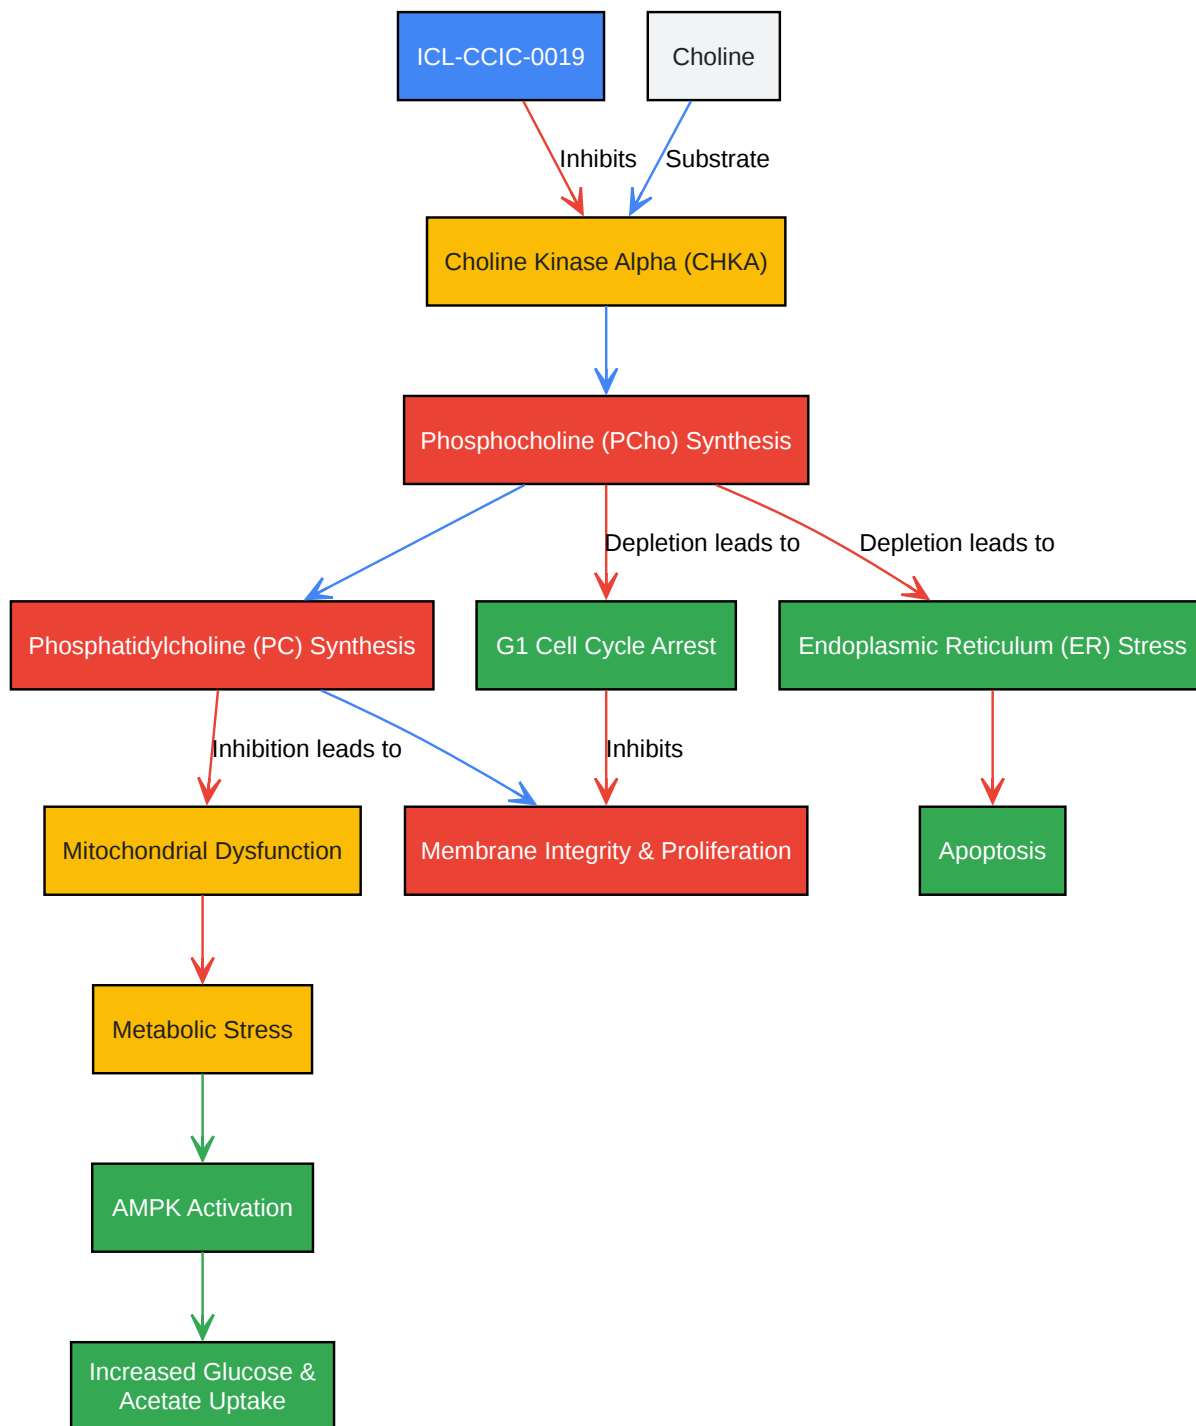 ICL-CCIC-0019
Choline
Inhibits
Substrate
Choline Kinase Alpha (CHKA)
Phosphocholine (PCho) Synthesis
Depletion leads to
Depletion leads to
Phosphatidylcholine (PC) Synthesis
G1 Cell Cycle Arrest
Endoplasmic Reticulum (ER) Stress
Inhibition leads to
Inhibits
Mitochondrial Dysfunction
Membrane Integrity & Proliferation
Apoptosis
Metabolic Stress
AMPK Activation
Increased Glucose &
Acetate Uptake